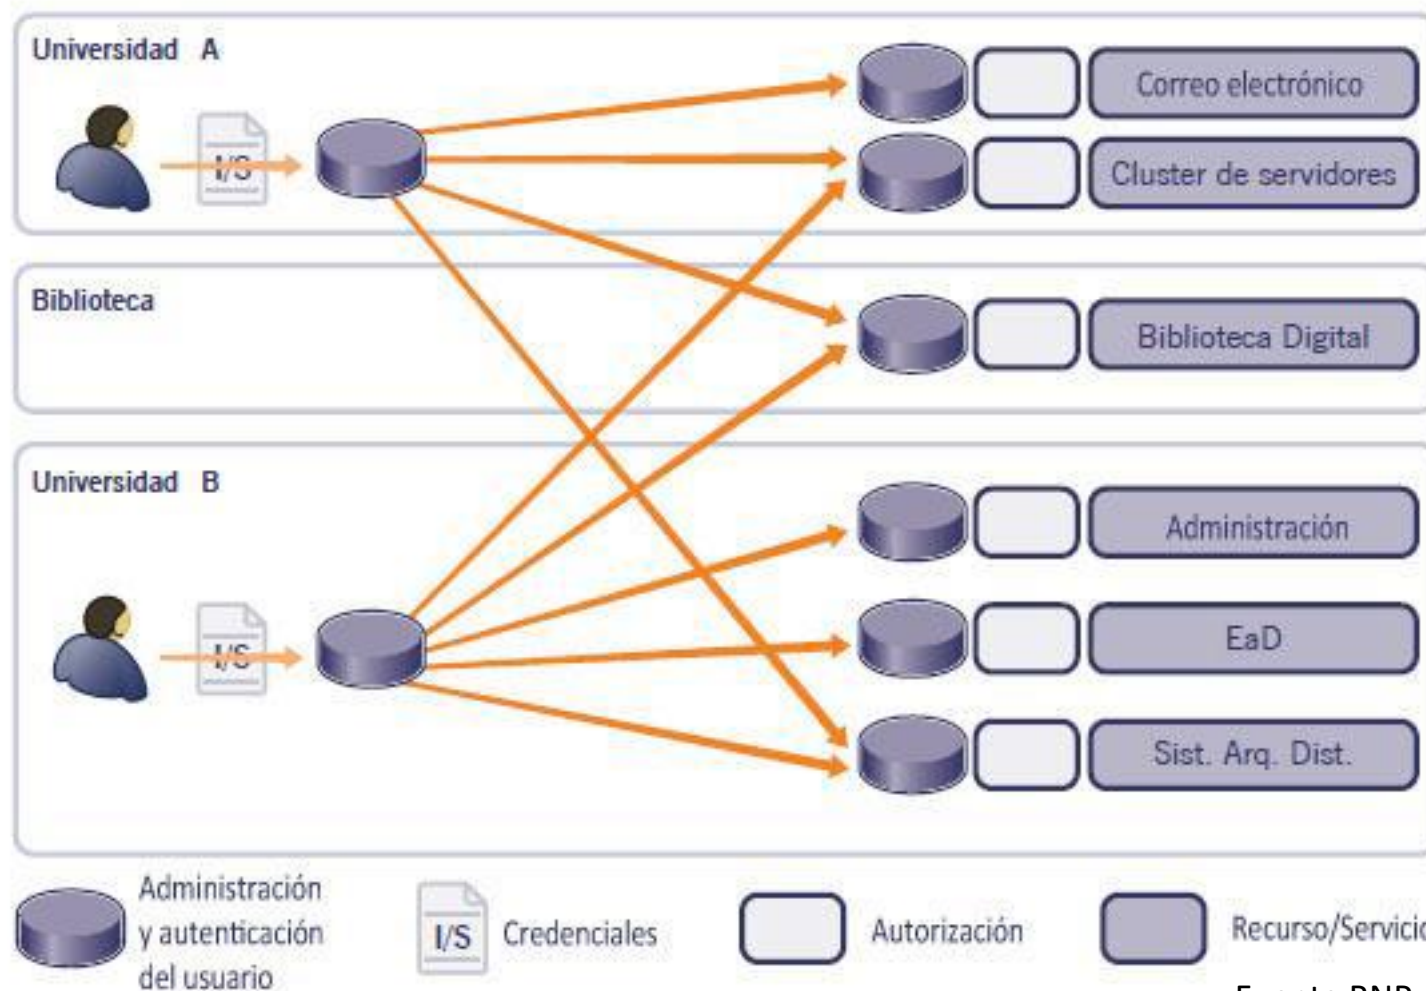 Universidad A
Correo electrónico
I/S
Cluster de servidores
Biblioteca
Biblioteca Digital
Universidad B
Administración
I/S
EaD
Sist. Arq. Dist.
Administración
y autenticación
del usuario
I/S
Credenciales
Autorización
Recurso/Servicio